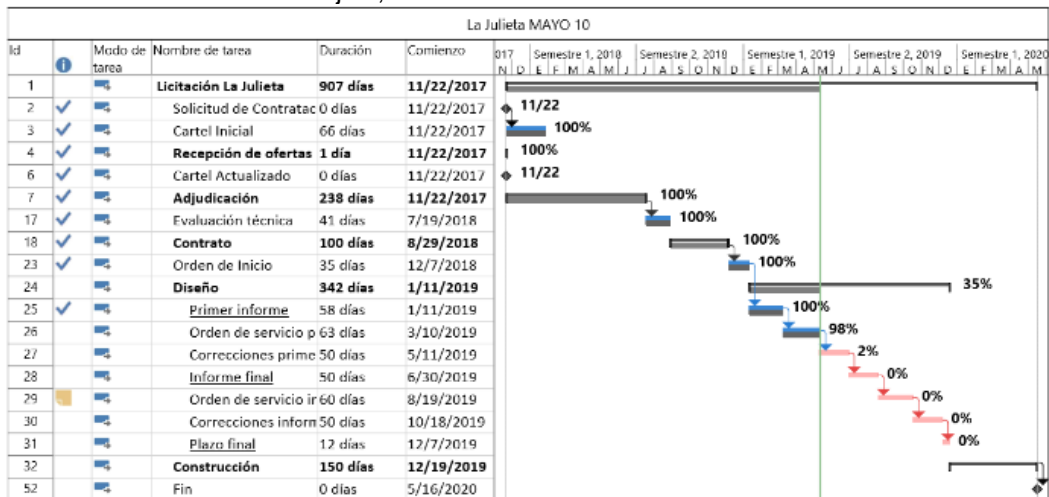 La Julieta MAYO 10
Id Modo de tarea Nombre de tarea Duración Comienzo 017 Semestre 1, 2018 Semestre 2, 2018 Semestre 1, 2019 Semestre 2, 2019 Semestre 1, 2020
N D E F M A M J J A S O N D E F M A M J J A S O N D E F M A M
1 Licitación La Julieta 907 días 11/22/2017
2 Solicitud de Contratac 0 días 11/22/2017 11/22
3 Cartel Inicial 66 días 11/22/2017 100%
4 Recepción de ofertas 1 día 11/22/2017 100%
6 Cartel Actualizado 0 días 11/22/2017 11/22
7 Adjudicación 238 días 11/22/2017 100%
17 Evaluación técnica 41 días 7/19/2018 100%
18 Contrato 100 días 8/29/2018 100%
23 Orden de Inicio 35 días 12/7/2018 100%
24 Diseño 342 días 1/11/2019 35%
25 Primer informe 58 días 1/11/2019 100%
26 Orden de servicio p 63 días 3/10/2019 98%
27 Correcciones prime 50 días 5/11/2019 2%
28 Informe final 50 días 6/30/2019 0%
29 Orden de servicio ir 60 días 8/19/2019 0%
30 Correcciones inform 50 días 10/18/2019 0%
31 Plazo final 12 días 12/7/2019 0%
32 Construcción 150 días 12/19/2019
52 Fin 0 días 5/16/2020